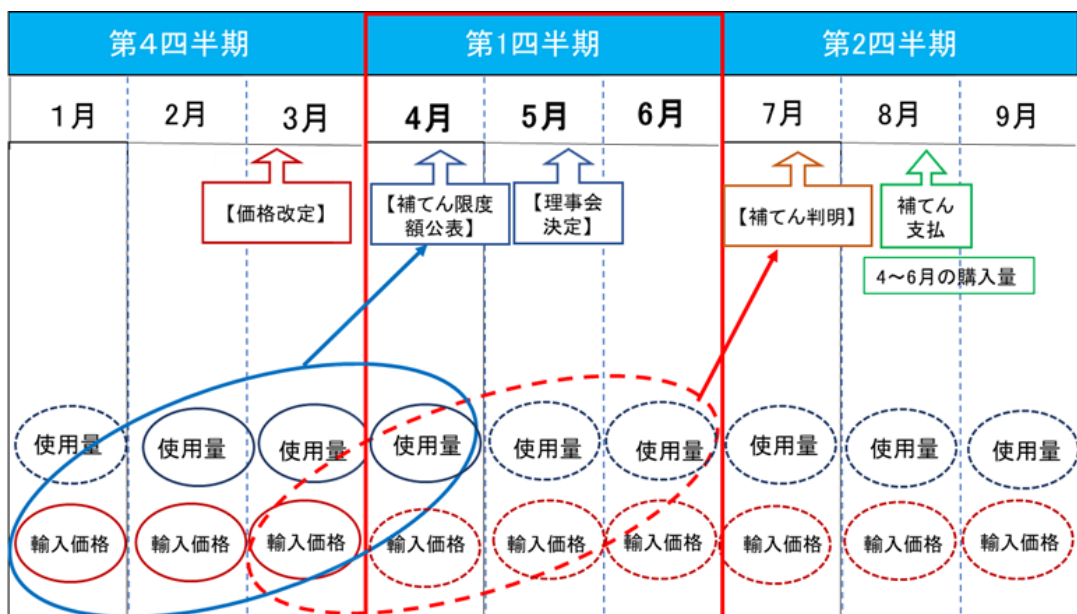 第4四半期
第1四半期
第2四半期
1月
2月
3月
4月
5月
6月
7月
8月
9月
【価格改定】
【補てん限度
額公表】
【理事会
決定】
【補てん判明】
補てん
支払
4～6月の購入量
使用量
使用量
使用量
使用量
使用量
使用量
使用量
使用量
使用量
輸入価格
輸入価格
輸入価格
輸入価格
輸入価格
輸入価格
輸入価格
輸入価格
輸入価格